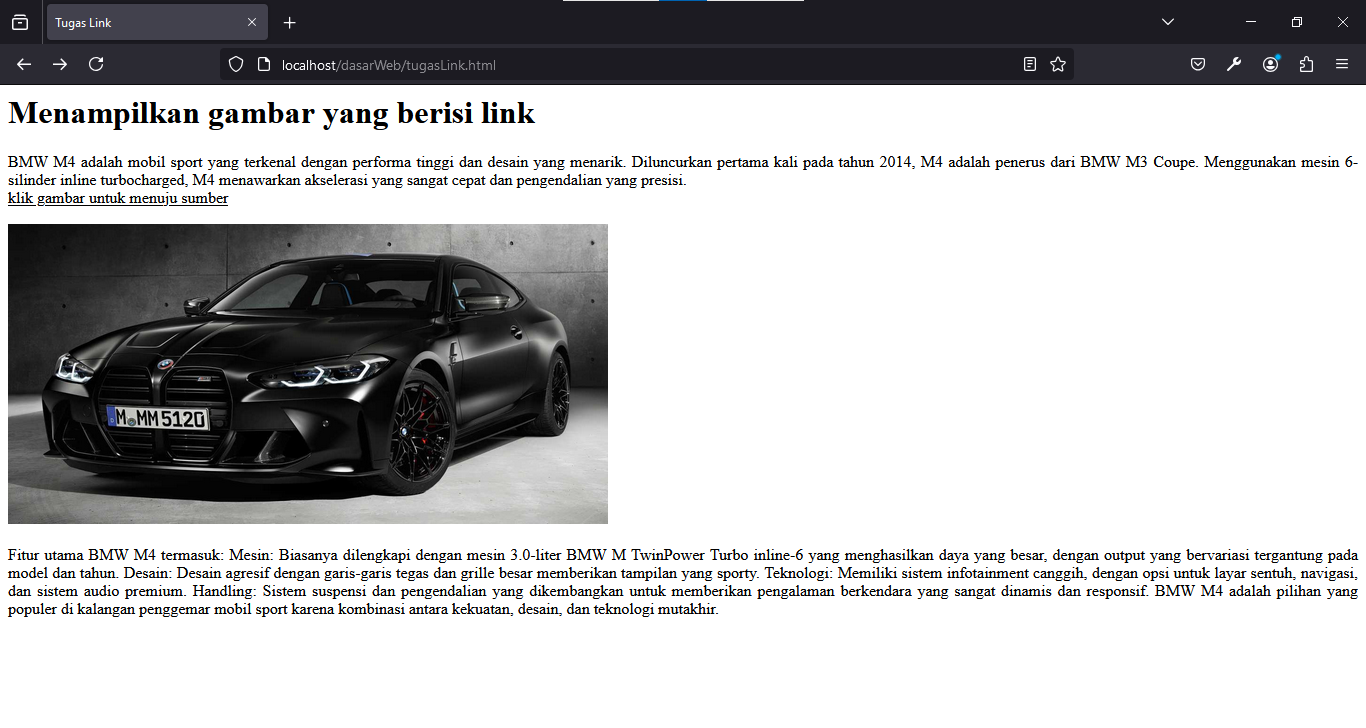 Tugas Link
localhost/dasarWeb/tugasLink.html
Menampilkan gambar yang berisi link
BMW M4 adalah mobil sport yang terkenal dengan performa tinggi dan desain yang menarik. Diluncurkan pertama kali pada tahun 2014, M4 adalah penerus dari BMW M3 Coupe. Menggunakan mesin 6-
silinder inline turbocharged, M4 menawarkan akselerasi yang sangat cepat dan pengendalian yang presisi.
klik gambar untuk menuju sumber
M MM 5120
Fitur utama BMW M4 termasuk: Mesin: Biasanya dilengkapi dengan mesin 3.0-liter BMW M TwinPower Turbo inline-6 yang menghasilkan daya yang besar, dengan output yang bervariasi tergantung pada
model dan tahun. Desain: Desain agresif dengan garis-garis tegas dan grille besar memberikan tampilan yang sporty. Teknologi: Memiliki sistem infotainment canggih, dengan opsi untuk layar sentuh, navigasi,
dan sistem audio premium. Handling: Sistem suspensi dan pengendalian yang dikembangkan untuk memberikan pengalaman berkendara yang sangat dinamis dan responsif. BMW M4 adalah pilihan yang
populer di kalangan penggemar mobil sport karena kombinasi antara kekuatan, desain, dan teknologi mutakhir.